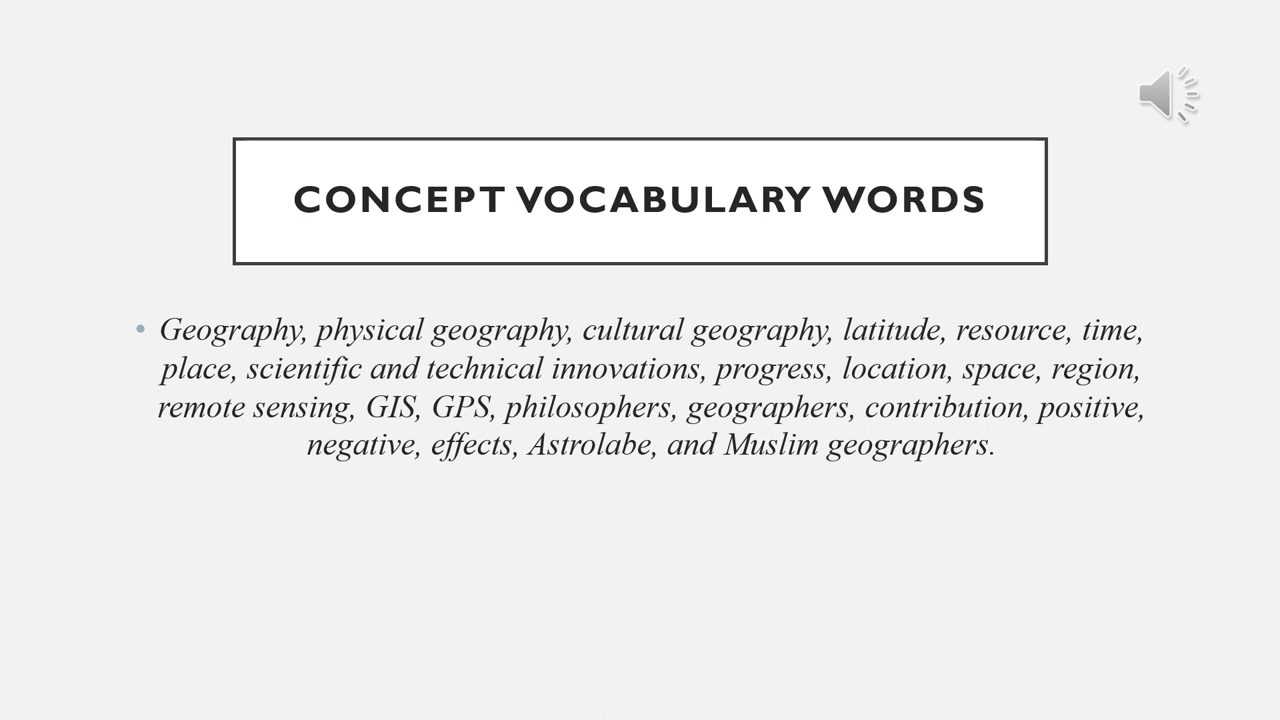 CONCEPT VOCABULARY WORDS
• Geography, physical geography, cultural geography, latitude, resource, time,
place, scientific and technical innovations, progress, location, space, region,
remote sensing, GIS, GPS, philosophers, geographers, contribution, positive,
negative, effects, Astrolabe, and Muslim geographers.